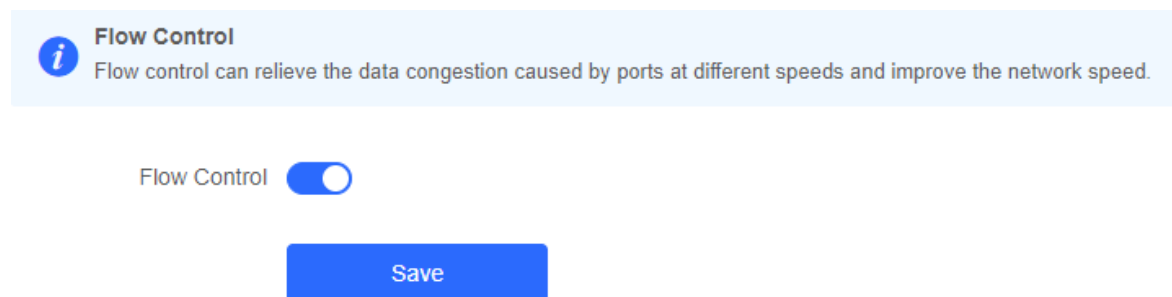 Flow Control
Flow control can relieve the data congestion caused by ports at different speeds and improve the network speed.
Flow Control
Save